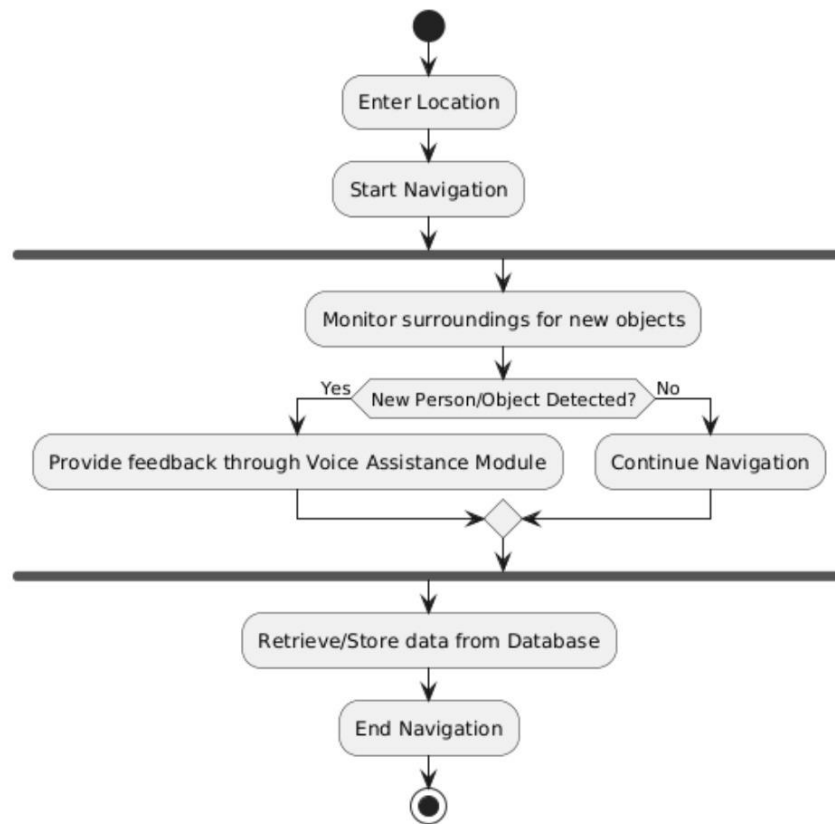 Enter Location
Start Navigation
Monitor surroundings for new objects
Yes
New Person/Object Detected?
No
Provide feedback through Voice Assistance Module
Continue Navigation
Retrieve/Store data from Database
End Navigation